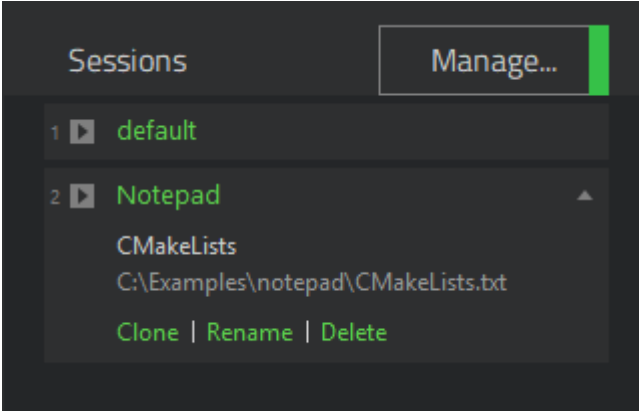 Sessions Manage...
1 default
2 Notepad
CMakeLists
C:\Examples\notepad\CMakeLists.txt
Clone | Rename | Delete